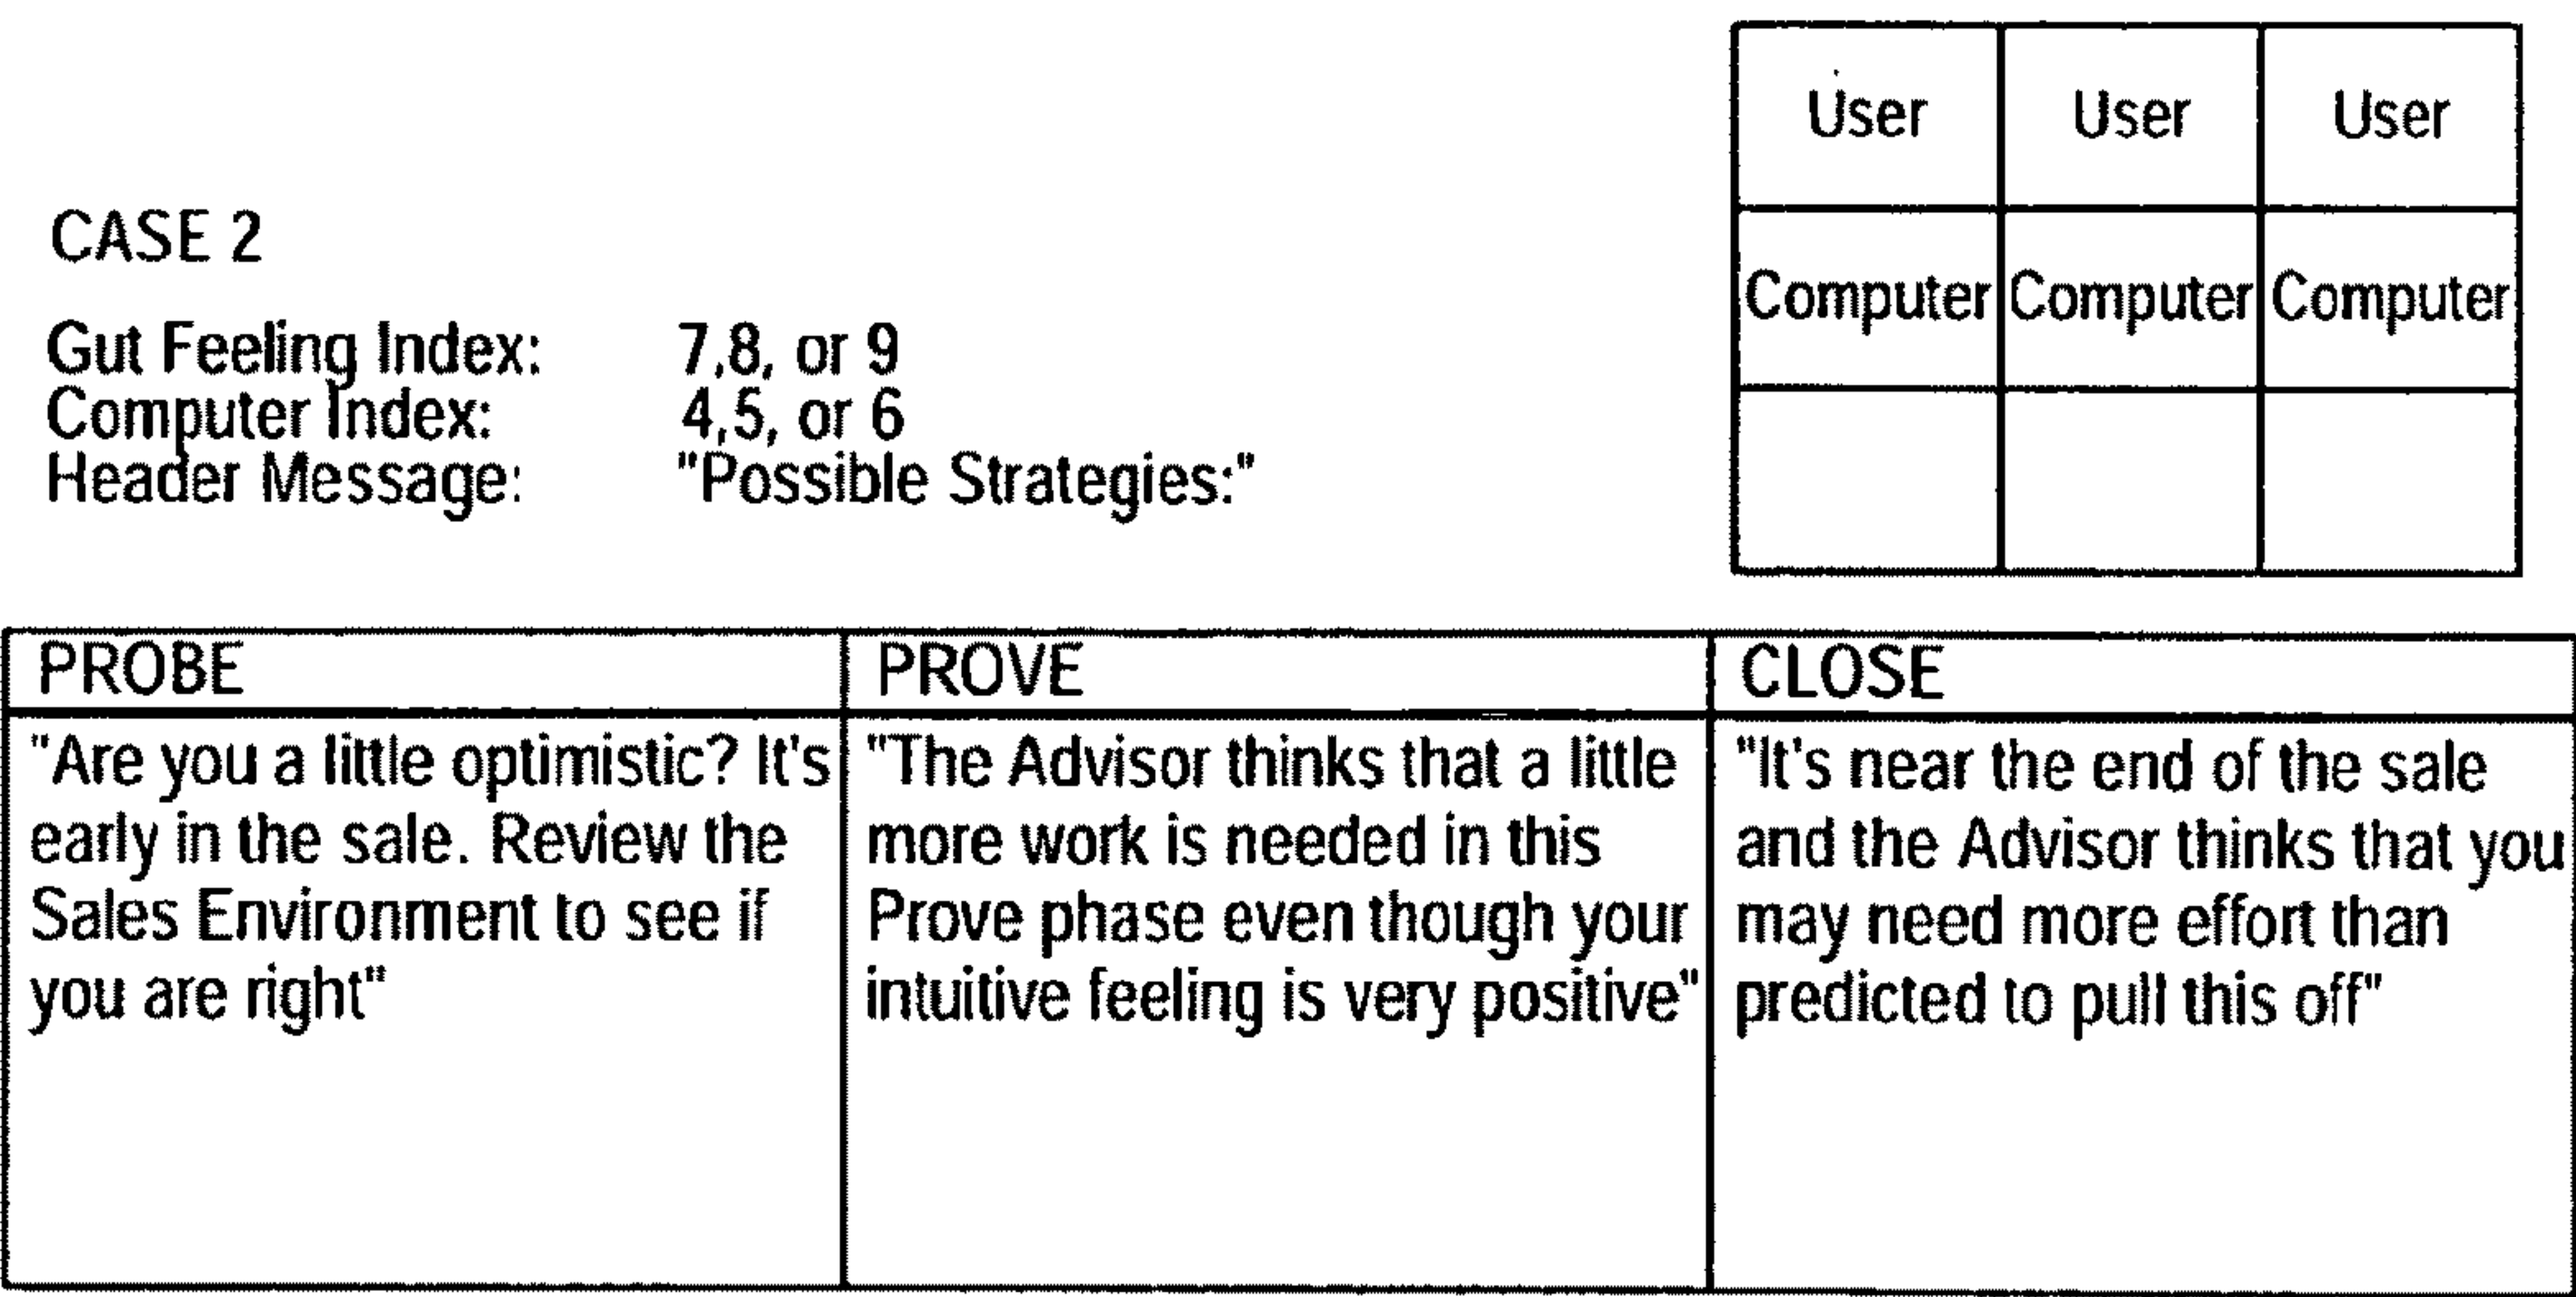 User User User
Computer Computer Computer
CASE 2
Gut Feeling Index: 7,8, or 9
Computer Index: 4,5, or 6
Header Message: "Possible Strategies:"
PROBE PROVE CLOSE
"Are you a little optimistic? It's
early in the sale. Review the
Sales Environment to see if
you are right"
"The Advisor thinks that a little
more work is needed in this
Prove phase even though your
intuitive feeling is very positive"
"It's near the end of the sale
and the Advisor thinks that you
may need more effort than
predicted to pull this off"